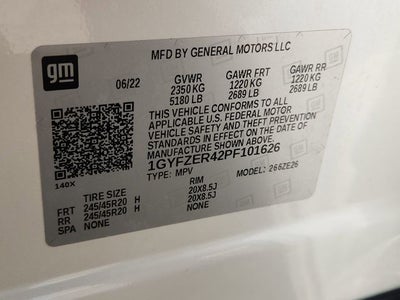 gm
MFD BY GENERAL MOTORS LLC
06/22 GVWR GAWR FRT GAWR RR
2350 KG 1220 KG 1220 KG
5180 LB 2689 LB 2689 LB
THIS VEHICLE CONFORMS TO ALL
APPLICABLE U.S. FEDERAL MOTOR
VEHICLE SAFETY, BUMPER, AND THEFT
PREVENTION STANDARDS IN EFFECT ON
THE DATE OF MANUFACTURE SHOWN ABOVE.
1GYFZER42PF101626
140X TYPE: MPV MODEL: 266ZE26
TIRE SIZE RIM
FRT 245/45R20 H 20X8.5J
RR 245/45R20 H 20X8.5J
SPA NONE NONE